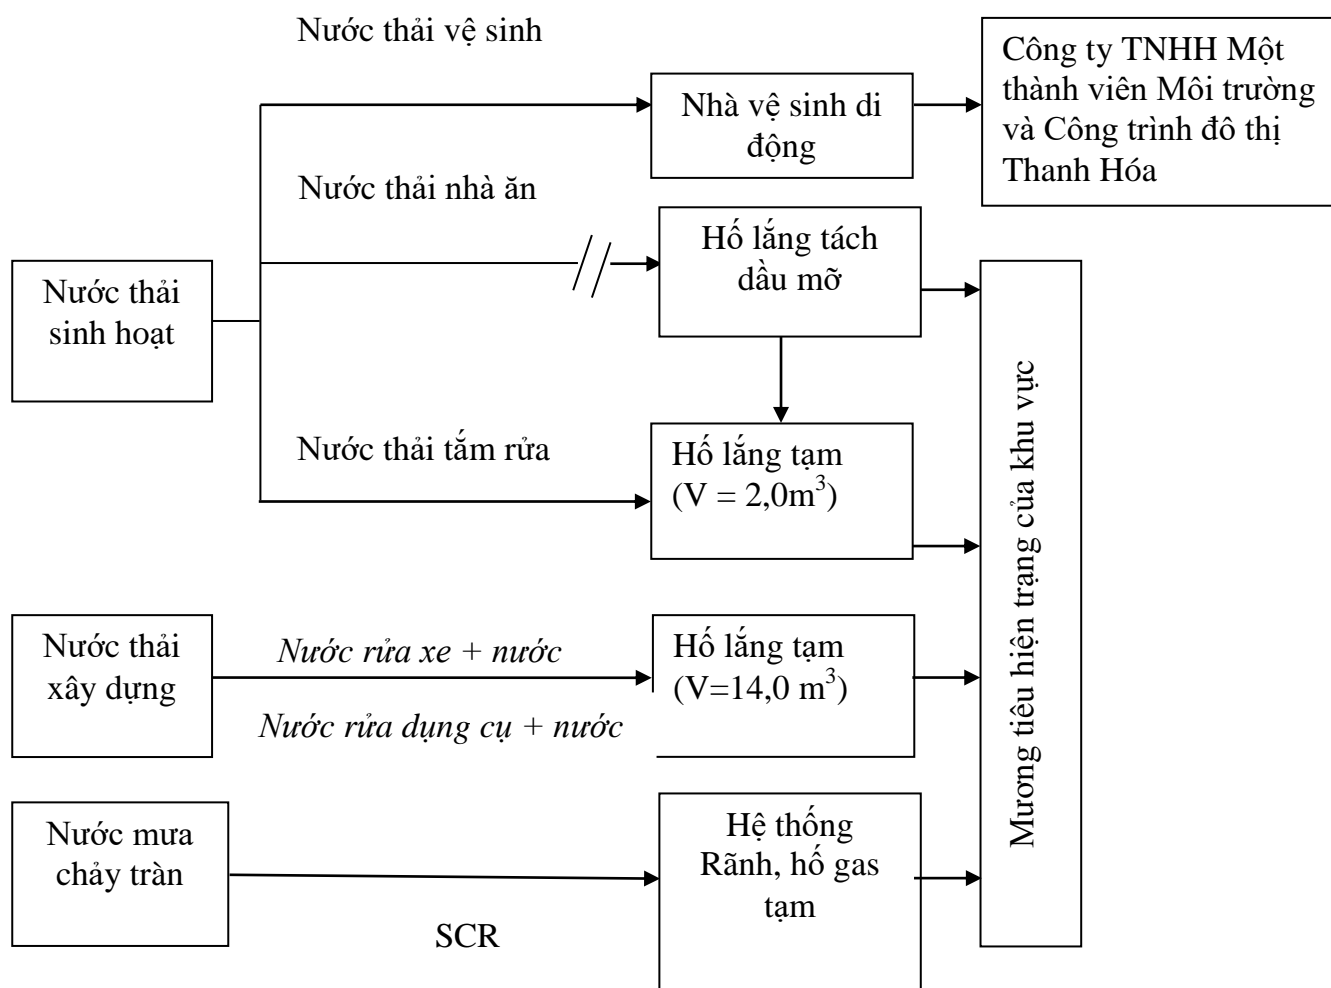 Nước thải vệ sinh
Công ty TNHH Một
thành viên Môi trường
và Công trình đô thị
Thanh Hóa
Nhà vệ sinh di
động
Nước thải nhà ăn
Hố lắng tách
dầu mỡ
Nước thải
sinh hoạt
Nước thải tắm rửa
Hố lắng tạm
(V = 2,0m³)
Mương tiêu hiện trạng của khu vực
Nước thải
xây dựng
Nước rửa xe + nước
Nước rửa dụng cụ + nước
Hố lắng tạm
(V=14,0 m³)
Nước mưa
chảy tràn
SCR
Hệ thống
Rãnh, hố gas
tạm